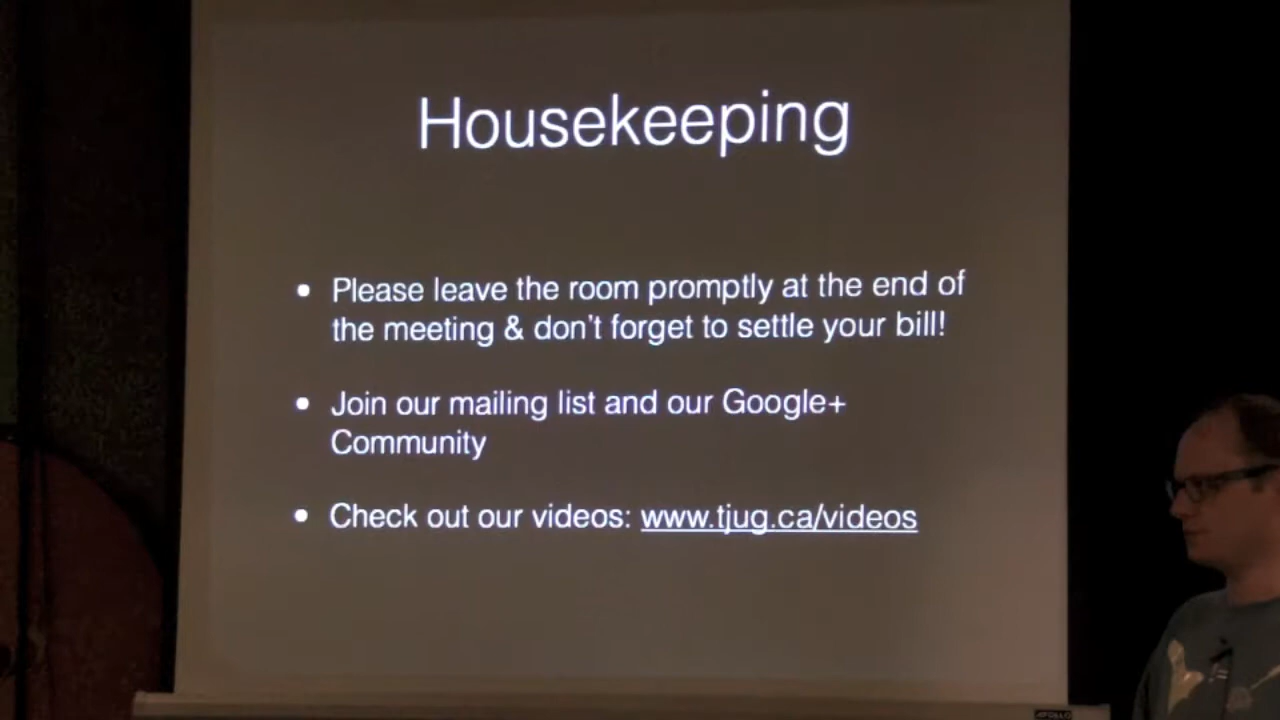 Housekeeping
• Please leave the room promptly at the end of
the meeting & don't forget to settle your bill!
• Join our mailing list and our Google+
Community
• Check out our videos: www.tjug.ca/videos
APOLLO